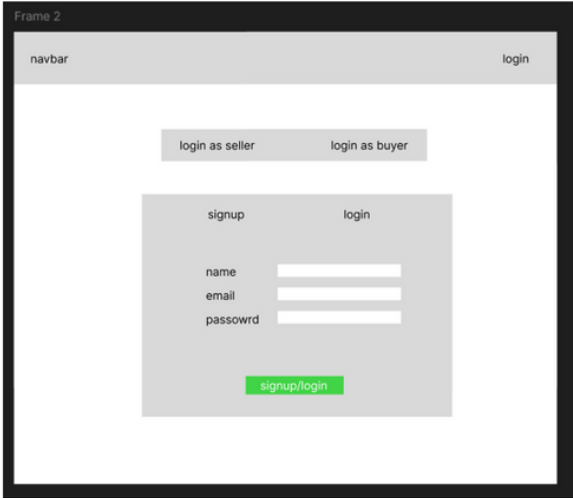 Frame 2
navbar login
login as seller login as buyer
signup login
name
email
passowrd
signup/login